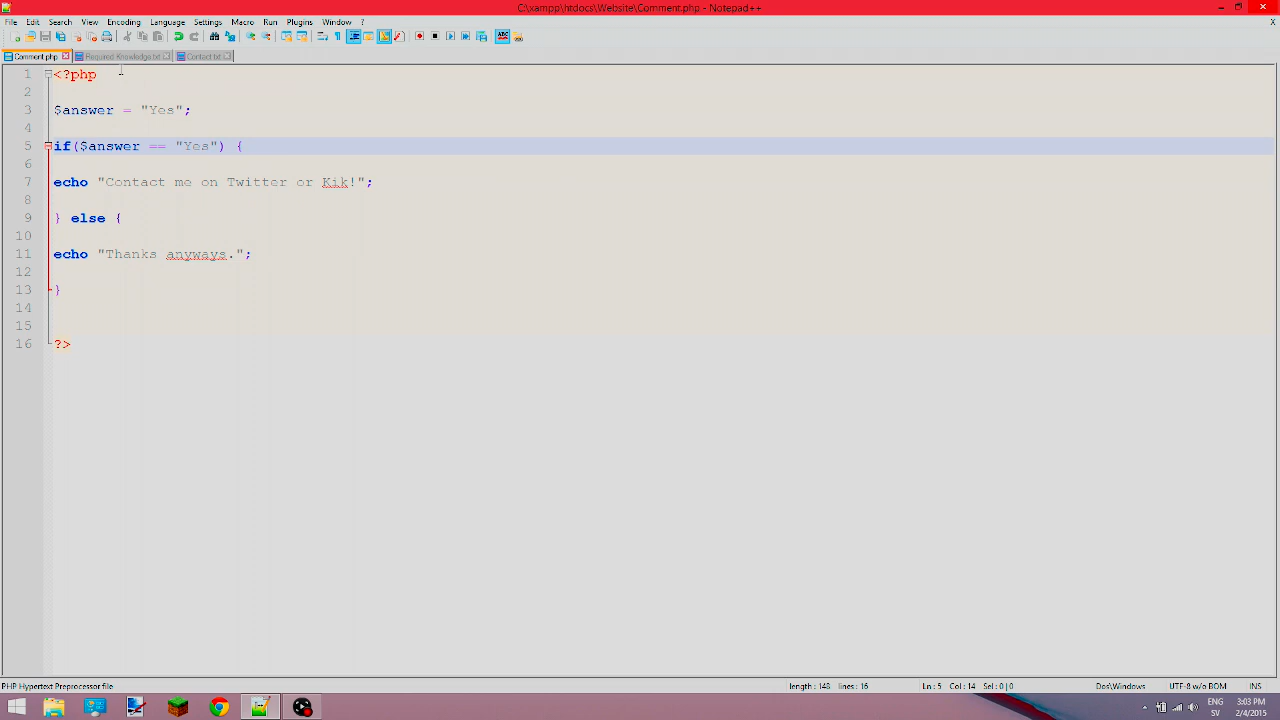 C:\xampp\htdocs\Website\Comment.php - Notepad++
File Edit Search View Encoding Language Settings Macro Run Plugins Window ?
Comment.php Required-Knowledge.txt Contact.txt
1 <?php
2
3 $answer = "Yes";
4
5 if($answer == "Yes") {
6
7 echo "Contact me on Twitter or Kik!";
8
9 } else {
10
11 echo "Thanks anyways.";
12
13 }
14
15
16 ?>
PHP Hypertext Preprocessor file length : 148 lines : 16 Ln : 5 Col : 14 Sel : 0 | 0 Dos\Windows UTF-8 w/o BOM INS
3:03 PM
SV 2/4/2015